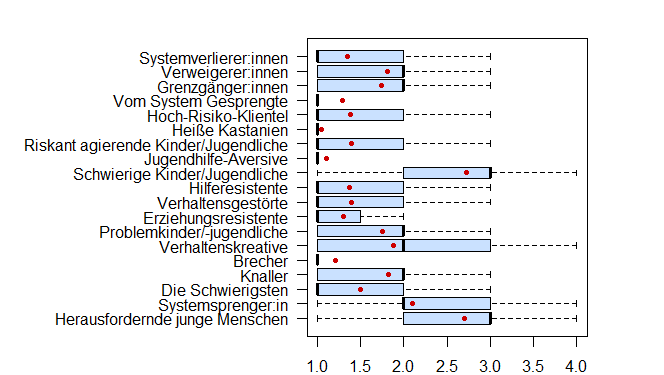 Systemverlierer:innen
Verweigerer:innen
Grenzgänger:innen
Vom System Gesprengte
Hoch-Risiko-Klientel
Heiße Kastanien
Riskant agierende Kinder/Jugendliche
Jugendhilfe-Aversive
Schwierige Kinder/Jugendliche
Hilferesistente
Verhaltensgestörte
Erziehungsresistente
Problemkinder/-jugendliche
Verhaltenskreative
Brecher
Knaller
Die Schwierigsten
Systemsprenger:in
Herausfordernde junge Menschen
1.0 1.5 2.0 2.5 3.0 3.5 4.0